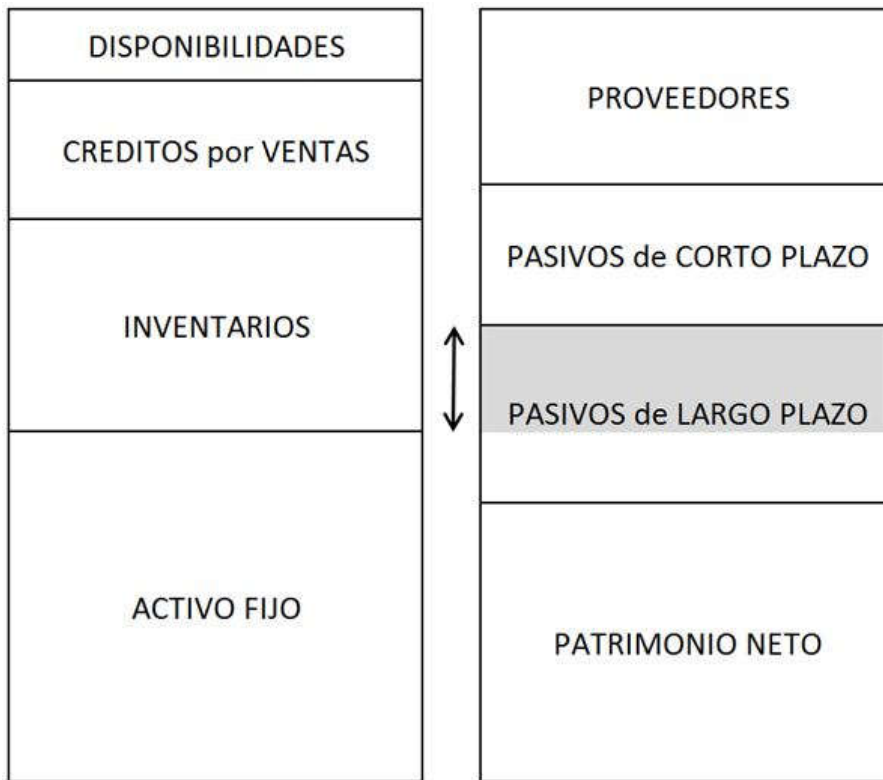 DISPONIBILIDADES
CREDITOS por VENTAS
INVENTARIOS
ACTIVO FIJO
PROVEEDORES
PASIVOS de CORTO PLAZO
PASIVOS de LARGO PLAZO
PATRIMONIO NETO